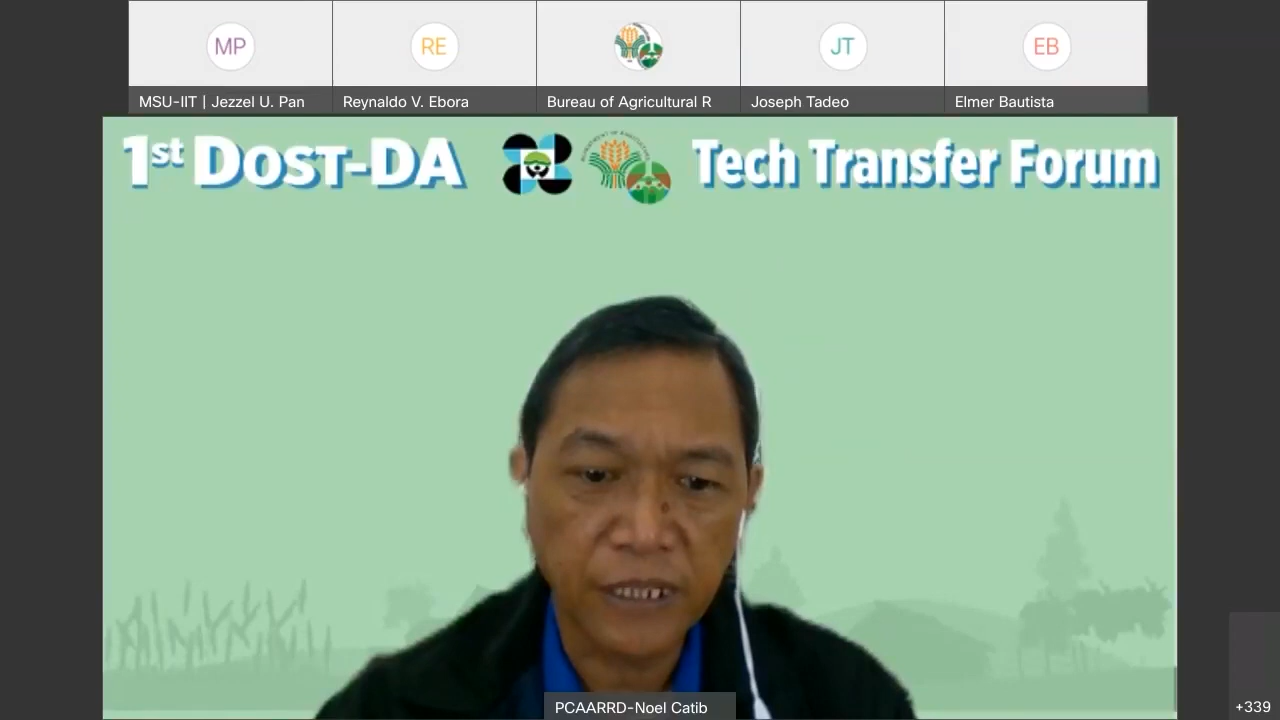 MP
RE
JT
EB
MSU-IIT | Jezzel U. Pan
Reynaldo V. Ebora
Bureau of Agricultural R
Joseph Tadeo
Elmer Bautista
1st DOST-DA
Tech Transfer Forum
PCAARRD-Noel Catib
+339